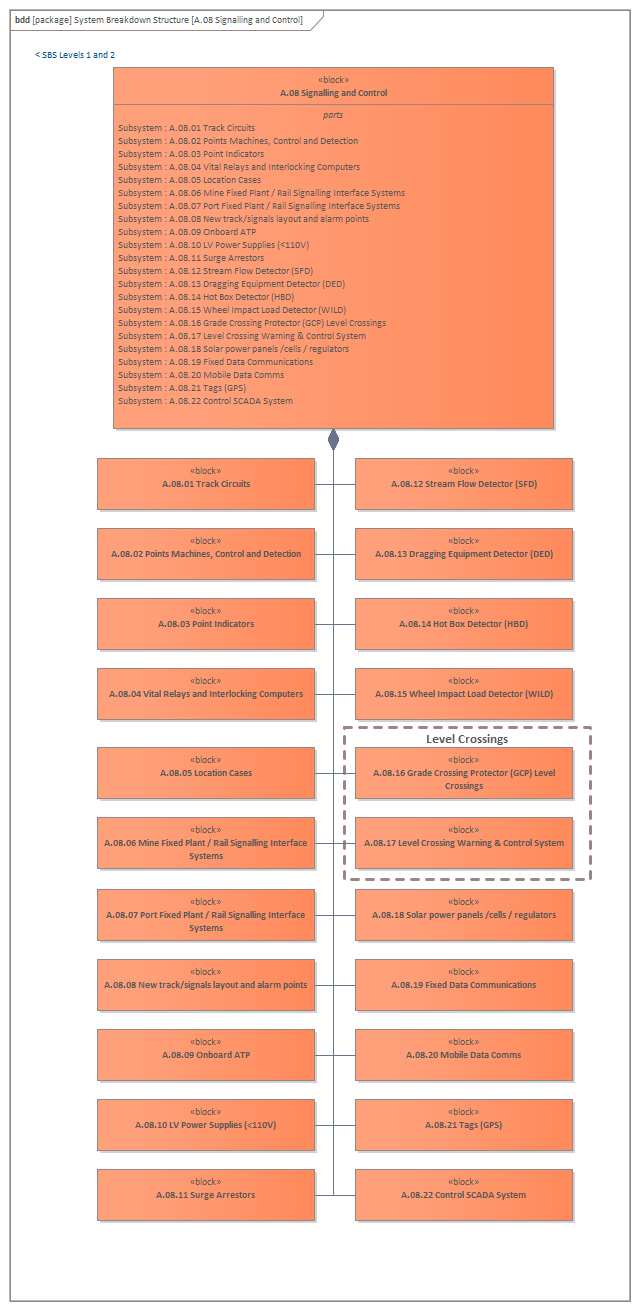 bdd [package] System Breakdown Structure [A.08 Signalling and Control]
< SBS Levels 1 and 2
«block»
A.08 Signalling and Control
parts
Subsystem : A.08.01 Track Circuits
Subsystem : A.08.02 Points Machines, Control and Detection
Subsystem : A.08.03 Point Indicators
Subsystem : A.08.04 Vital Relays and Interlocking Computers
Subsystem : A.08.05 Location Cases
Subsystem : A.08.06 Mine Fixed Plant / Rail Signalling Interface Systems
Subsystem : A.08.07 Port Fixed Plant / Rail Signalling Interface Systems
Subsystem : A.08.08 New track/signals layout and alarm points
Subsystem : A.08.09 Onboard ATP
Subsystem : A.08.10 LV Power Supplies (<110V)
Subsystem : A.08.11 Surge Arrestors
Subsystem : A.08.12 Stream Flow Detector (SFD)
Subsystem : A.08.13 Dragging Equipment Detector (DED)
Subsystem : A.08.14 Hot Box Detector (HBD)
Subsystem : A.08.15 Wheel Impact Load Detector (WILD)
Subsystem : A.08.16 Grade Crossing Protector (GCP) Level Crossings
Subsystem : A.08.17 Level Crossing Warning & Control System
Subsystem : A.08.18 Solar power panels /cells / regulators
Subsystem : A.08.19 Fixed Data Communications
Subsystem : A.08.20 Mobile Data Comms
Subsystem : A.08.21 Tags (GPS)
Subsystem : A.08.22 Control SCADA System
«block»
A.08.01 Track Circuits
«block»
A.08.12 Stream Flow Detector (SFD)
«block»
A.08.02 Points Machines, Control and Detection
«block»
A.08.13 Dragging Equipment Detector (DED)
«block»
A.08.03 Point Indicators
«block»
A.08.14 Hot Box Detector (HBD)
«block»
A.08.04 Vital Relays and Interlocking Computers
«block»
A.08.15 Wheel Impact Load Detector (WILD)
Level Crossings
«block»
A.08.05 Location Cases
«block»
A.08.16 Grade Crossing Protector (GCP) Level
Crossings
«block»
A.08.06 Mine Fixed Plant / Rail Signalling Interface
Systems
«block»
A.08.17 Level Crossing Warning & Control System
«block»
A.08.07 Port Fixed Plant / Rail Signalling Interface
Systems
«block»
A.08.18 Solar power panels /cells / regulators
«block»
A.08.08 New track/signals layout and alarm points
«block»
A.08.19 Fixed Data Communications
«block»
A.08.09 Onboard ATP
«block»
A.08.20 Mobile Data Comms
«block»
A.08.10 LV Power Supplies (<110V)
«block»
A.08.21 Tags (GPS)
«block»
A.08.11 Surge Arrestors
«block»
A.08.22 Control SCADA System